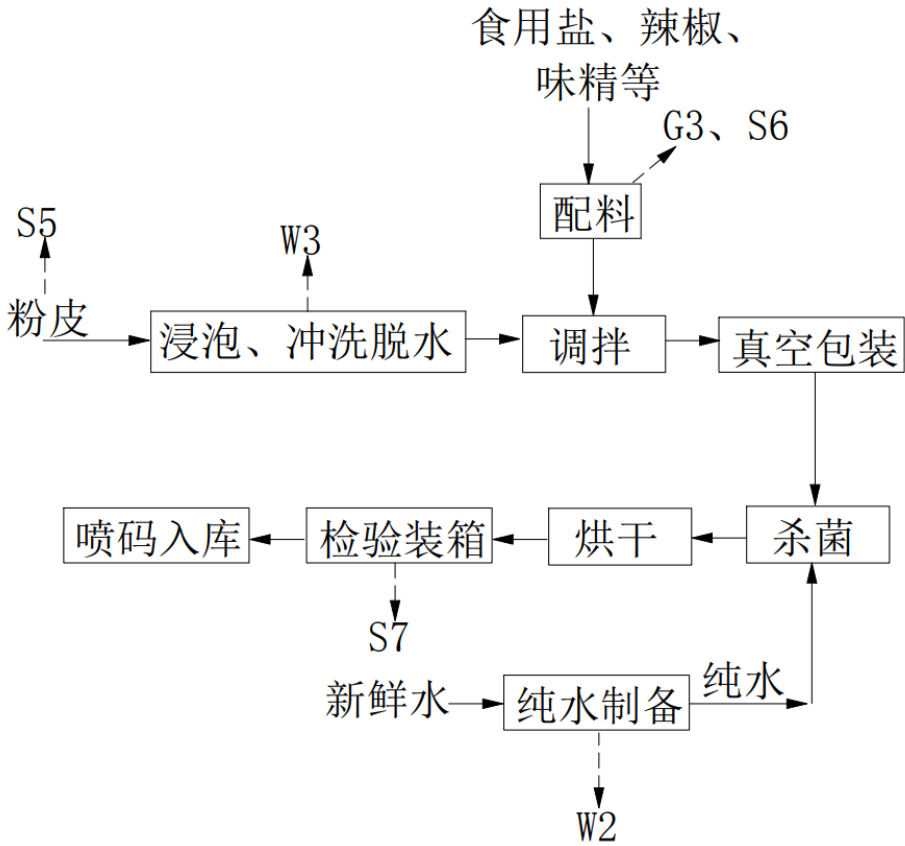 食用盐、辣椒、
味精等
G3、S6
配料
S5
W3
粉皮
浸泡、冲洗脱水
调拌
真空包装
喷码入库
检验装箱
烘干
杀菌
S7
新鲜水
纯水制备
纯水
W2